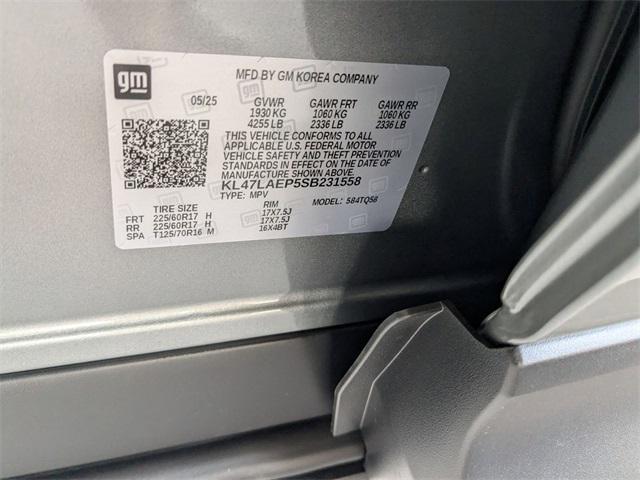 gm
MFD BY GM KOREA COMPANY
05/25 GVWR GAWR FRT GAWR RR
1930 KG 1060 KG 1060 KG
4255 LB 2336 LB 2336 LB
THIS VEHICLE CONFORMS TO ALL
APPLICABLE U.S. FEDERAL MOTOR
VEHICLE SAFETY AND THEFT PREVENTION
STANDARDS IN EFFECT ON THE DATE OF
MANUFACTURE SHOWN ABOVE.
KL47LAEP5SB231558
TYPE: MPV MODEL: 584TQ58
TIRE SIZE RIM
FRT 225/60R17 H 17X7.5J
RR 225/60R17 H 17X7.5J
SPA T125/70R16 M 16X4BT